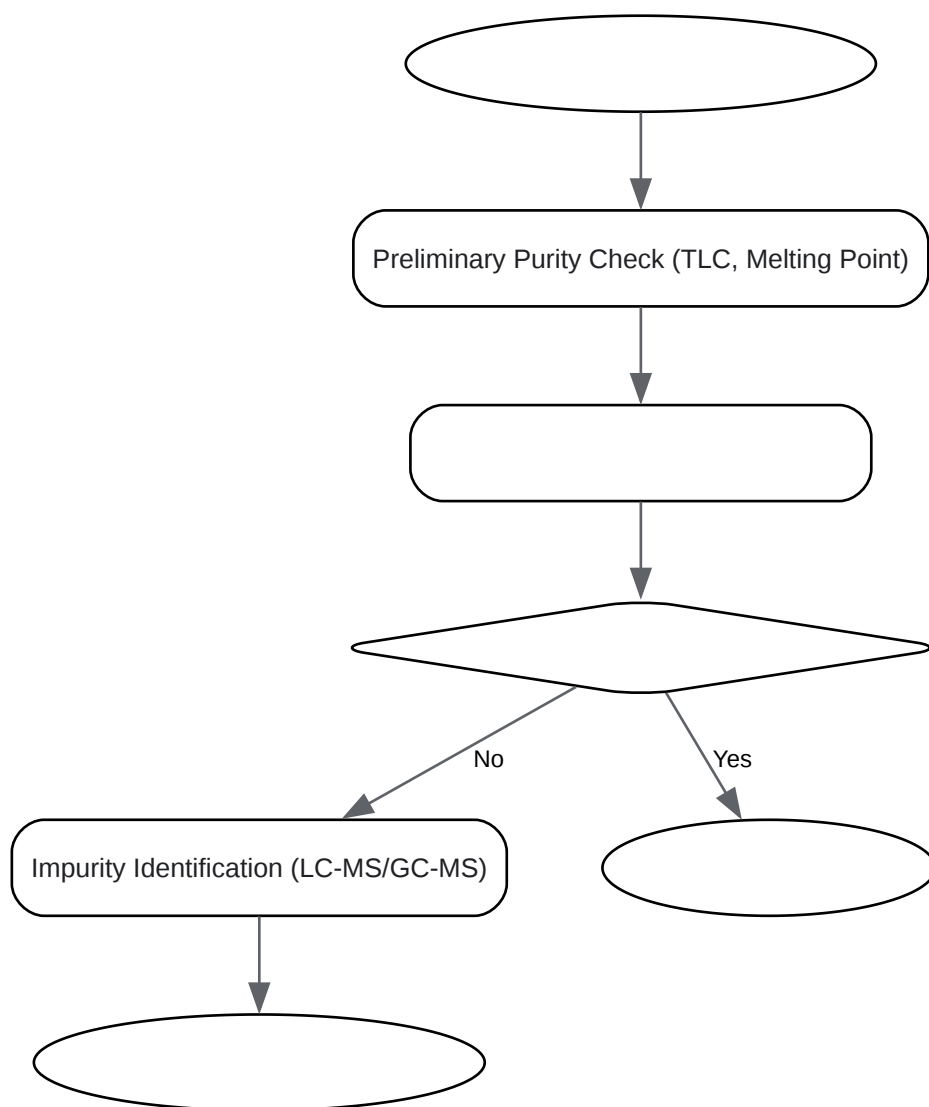 Preliminary Purity Check (TLC, Melting Point)
No
Yes
Impurity Identification (LC-MS/GC-MS)